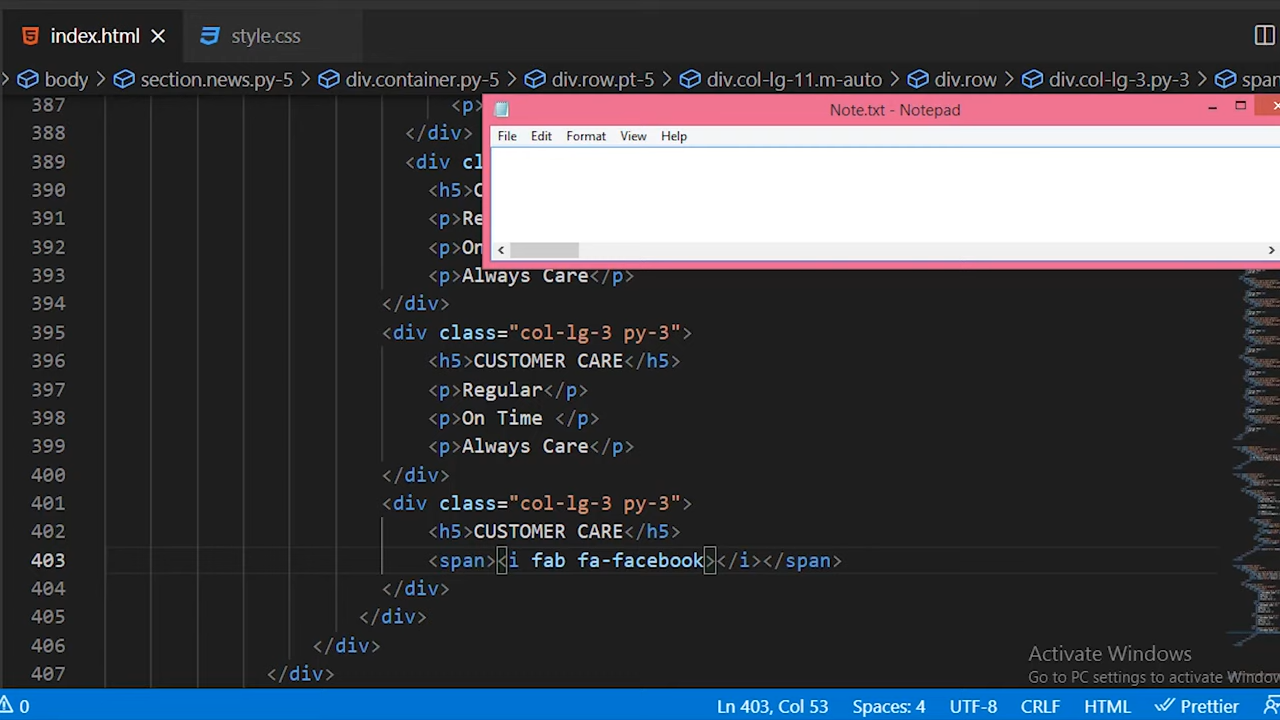 index.html
style.css
body section.news.py-5 div.container.py-5 div.row.pt-5 div.col-lg-11.m-auto div.row div.col-lg-3.py-3 span
Note.txt - Notepad
File Edit Format View Help
387 <p>
388 </div>
389 <div cl
390 <h5>C
391 <p>Re
392 <p>On
393 <p>Always Care</p>
394 </div>
395 <div class="col-lg-3 py-3">
396 <h5>CUSTOMER CARE</h5>
397 <p>Regular</p>
398 <p>On Time </p>
399 <p>Always Care</p>
400 </div>
401 <div class="col-lg-3 py-3">
402 <h5>CUSTOMER CARE</h5>
403 <span><i fab fa-facebook></i></span>
404 </div>
405 </div>
406 </div>
407 </div>
Activate Windows
Go to PC settings to activate Windows
0 Ln 403, Col 53 Spaces: 4 UTF-8 CRLF HTML Prettier